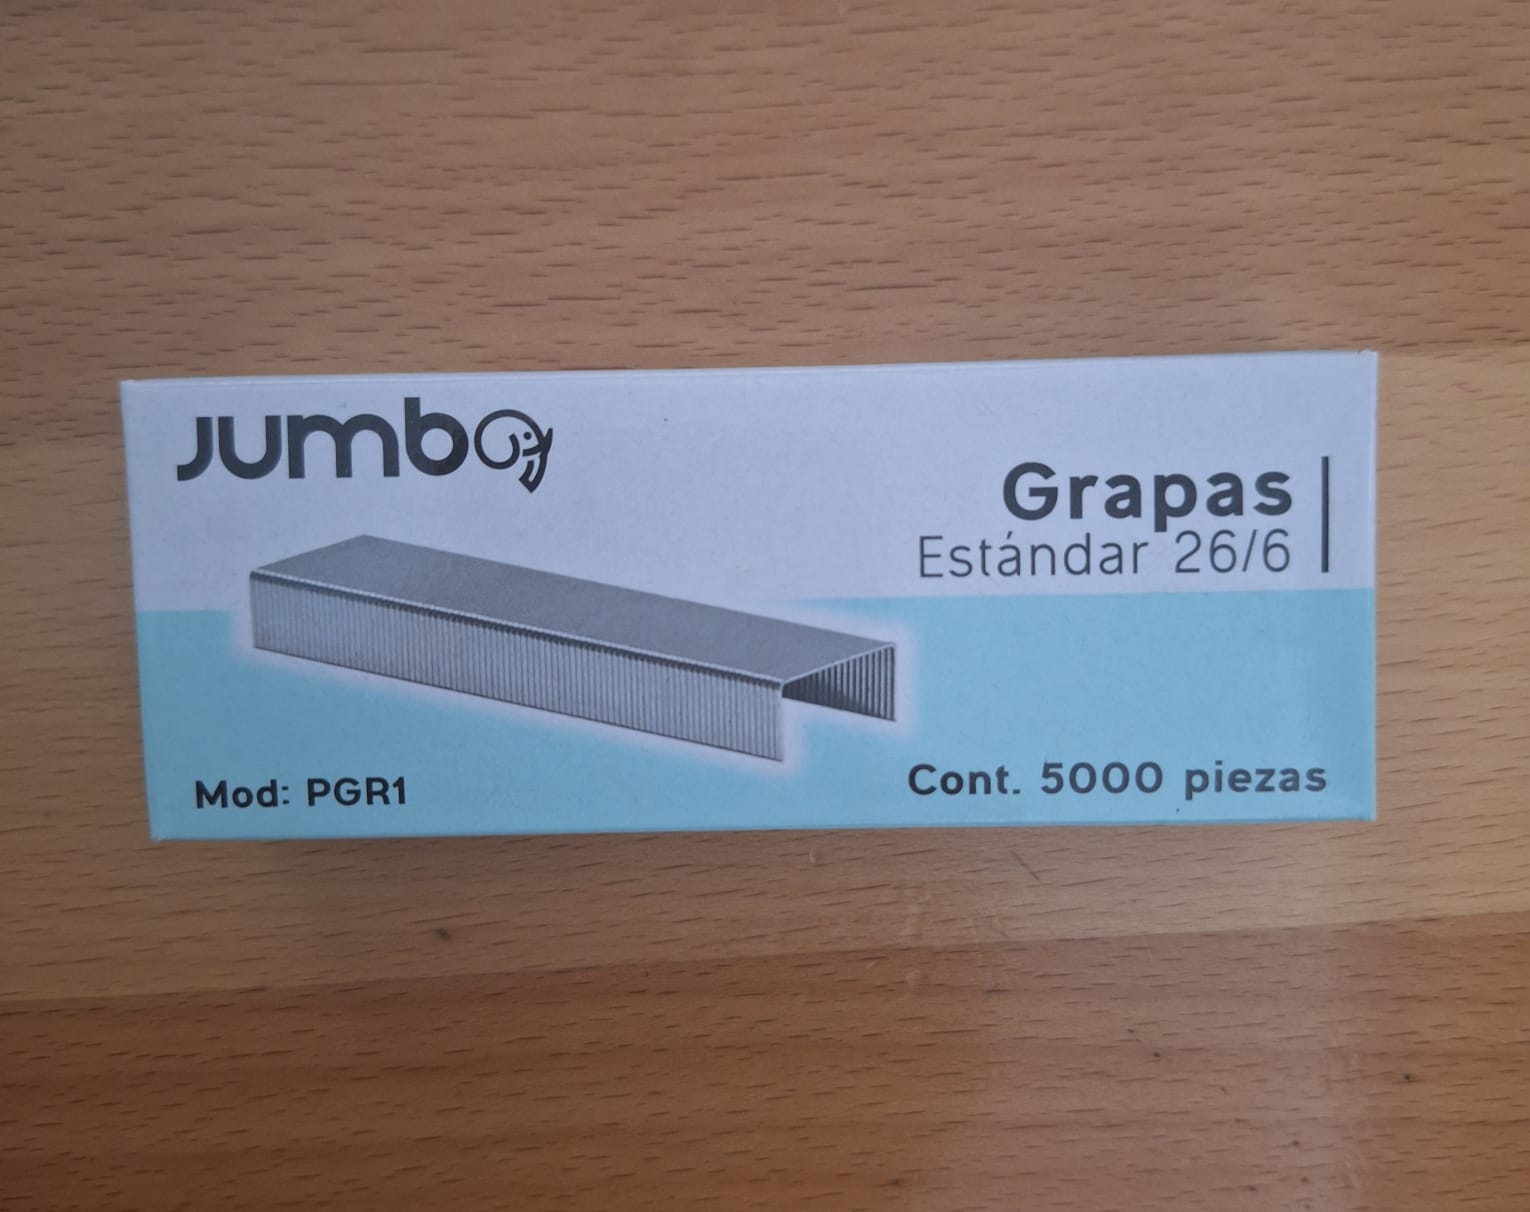 Jumbo
Grapas
Estándar 26/6
Mod: PGR1
Cont. 5000 piezas